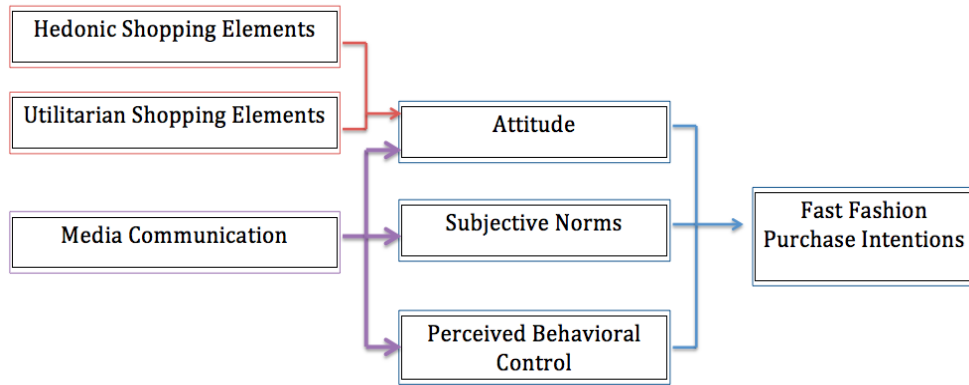 Hedonic Shopping Elements
Utilitarian Shopping Elements
Attitude
Media Communication
Subjective Norms
Fast Fashion
Purchase Intentions
Perceived Behavioral
Control